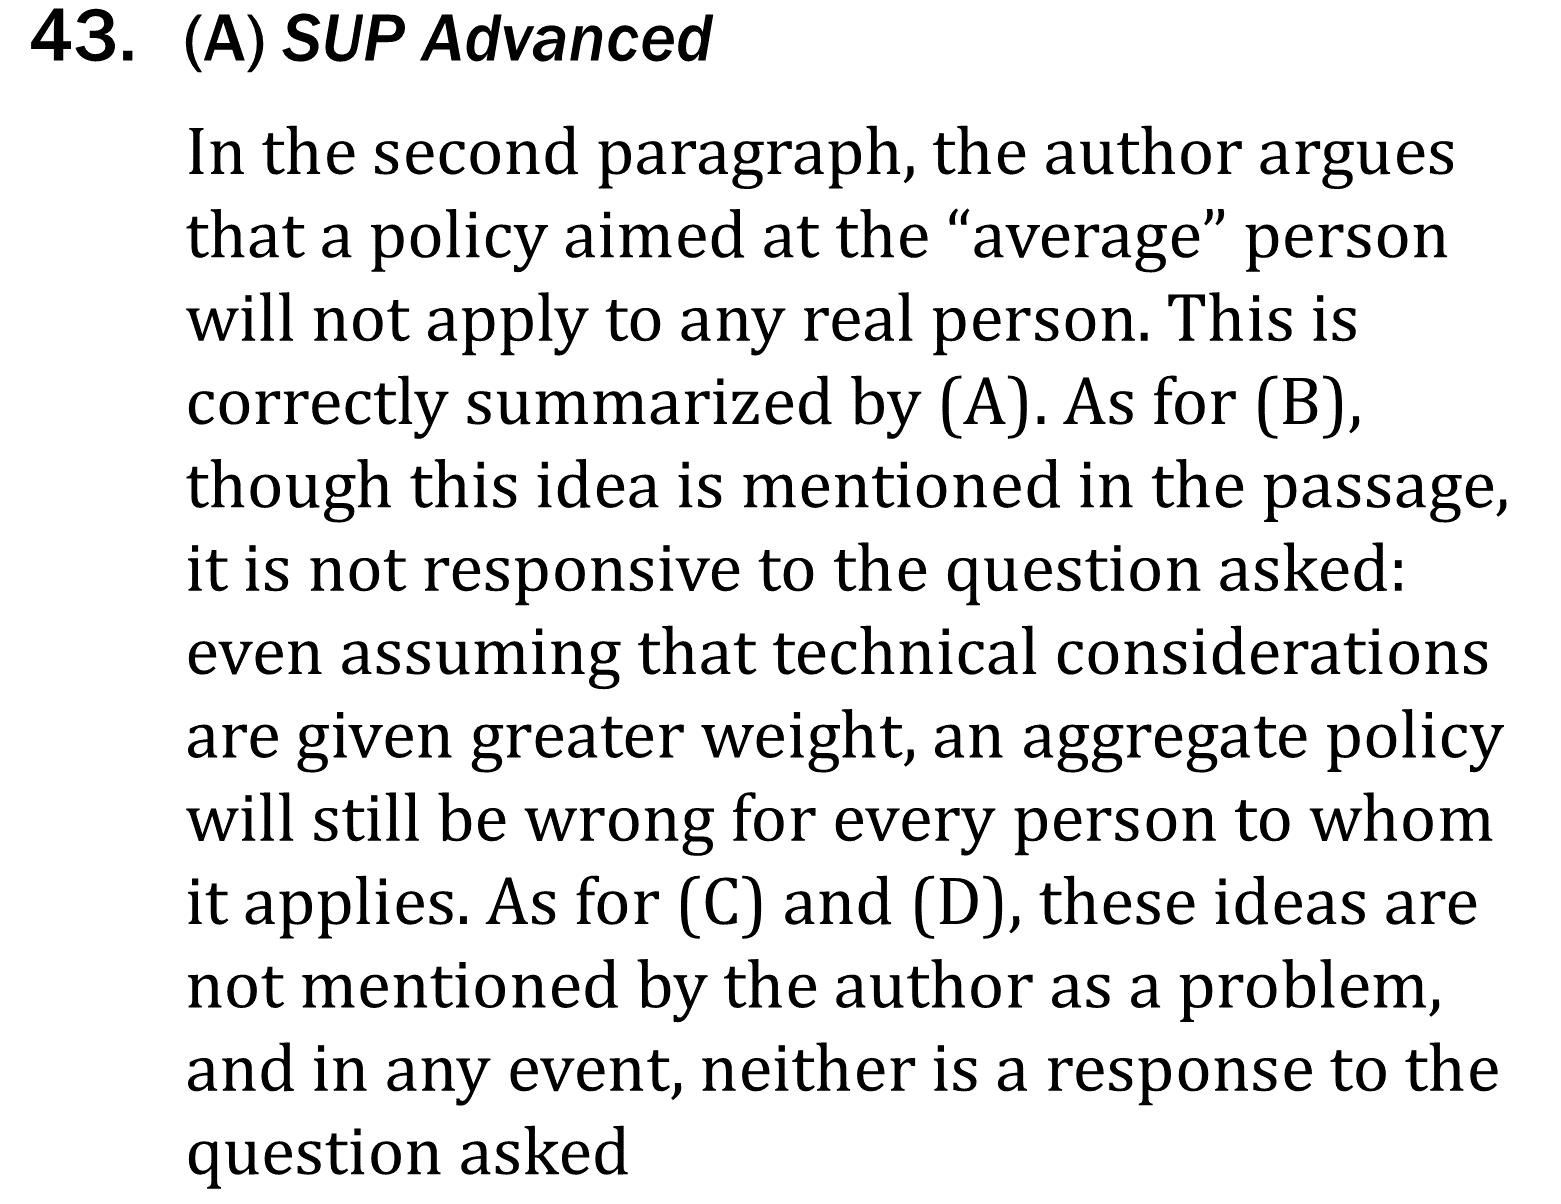 43. (A) SUP Advanced
In the second paragraph, the author argues
that a policy aimed at the “average” person
will not apply to any real person. This is
correctly summarized by (A). As for (B),
though this idea is mentioned in the passage,
it is not responsive to the question asked:
even assuming that technical considerations
are given greater weight, an aggregate policy
will still be wrong for every person to whom
it applies. As for (C) and (D), these ideas are
not mentioned by the author as a problem,
and in any event, neither is a response to the
question asked